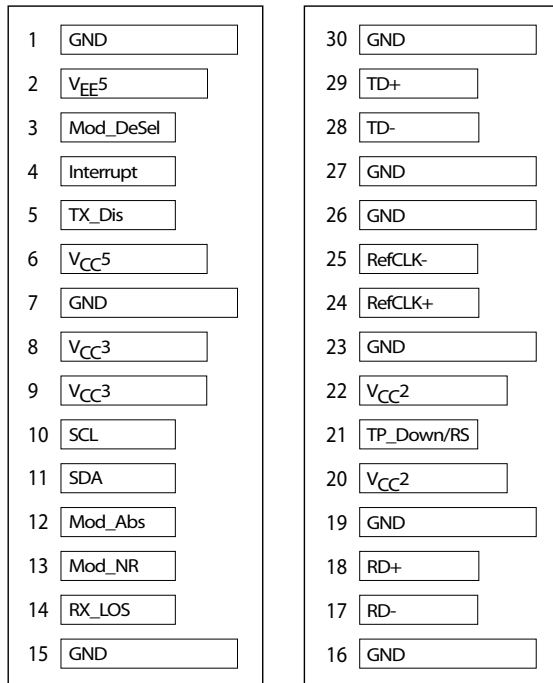 1 GND
2 VEE5
3 Mod_DeSel
4 Interrupt
5 TX_Dis
6 VCC5
7 GND
8 VCC3
9 VCC3
10 SCL
11 SDA
12 Mod_Abs
13 Mod_NR
14 RX_LOS
15 GND
30 GND
29 TD+
28 TD-
27 GND
26 GND
25 RefCLK-
24 RefCLK+
23 GND
22 VCC2
21 TP_Down/RS
20 VCC2
19 GND
18 RD+
17 RD-
16 GND